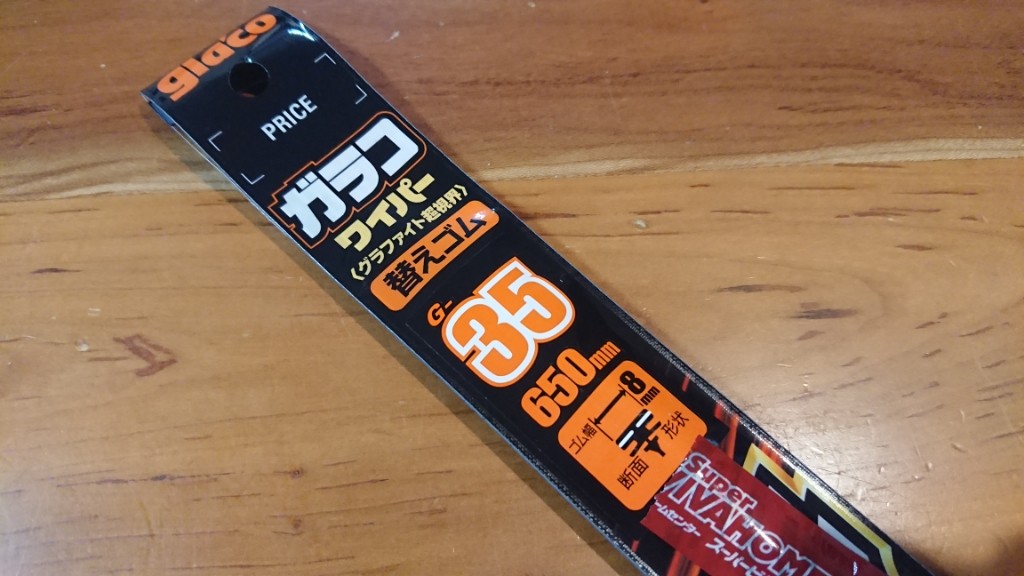 glaco
PRICE
ガラコ
ワイパー
〈グラファイト超視界〉
替えゴム
G-35
650mm
ゴム幅
8mm
断面
形状
Super
VIVAHOME
ームセンター スーパービ